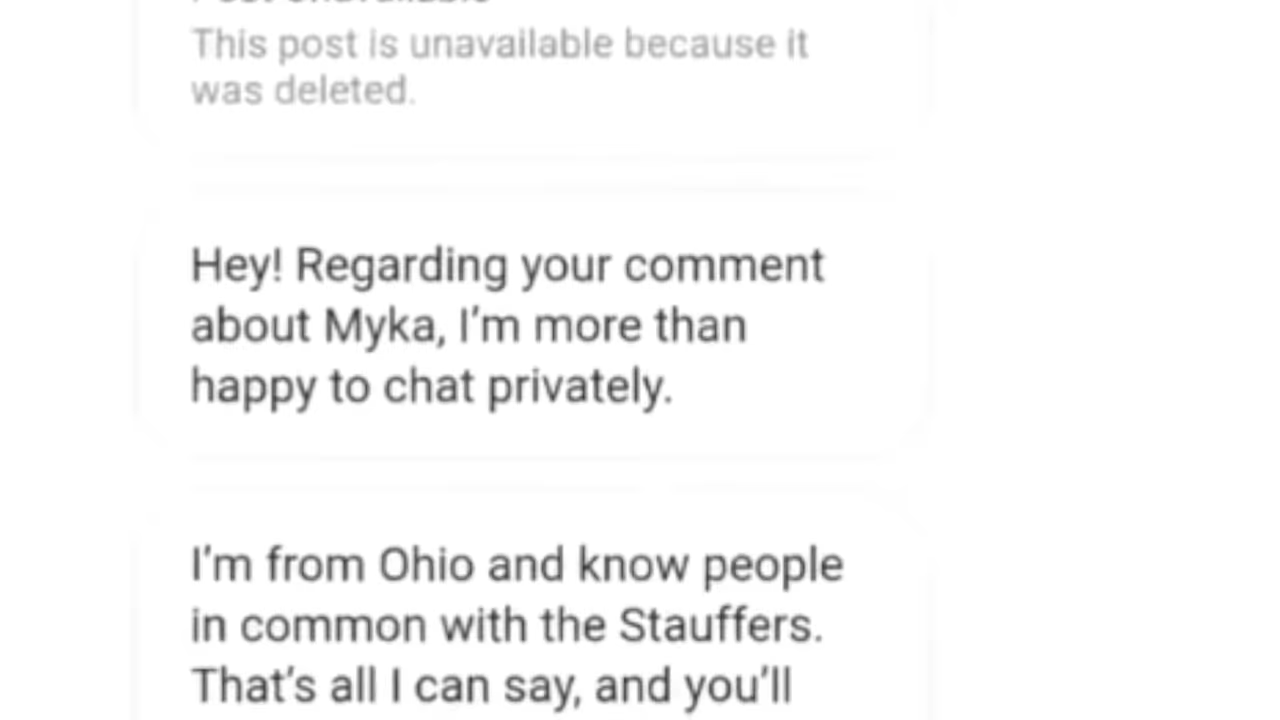 This post is unavailable because it
was deleted.
Hey! Regarding your comment
about Myka, I'm more than
happy to chat privately.
I'm from Ohio and know people
in common with the Stauffers.
That's all I can say, and you'll